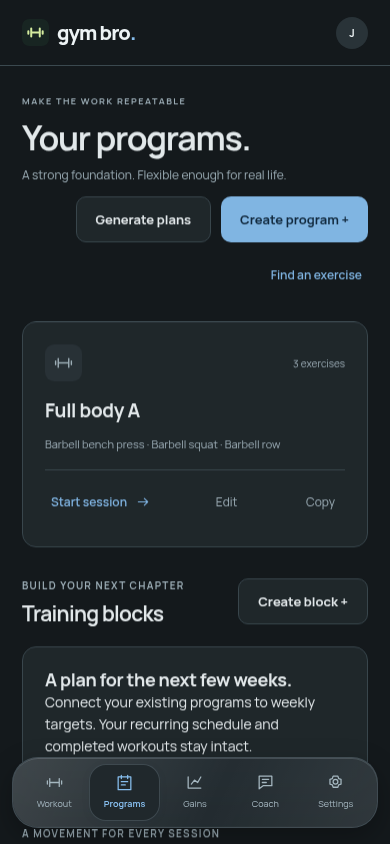 gym bro.
J
MAKE THE WORK REPEATABLE
Your programs.
A strong foundation. Flexible enough for real life.
Generate plans
Create program +
Find an exercise
3 exercises
Full body A
Barbell bench press · Barbell squat · Barbell row
Start session →
Edit
Copy
BUILD YOUR NEXT CHAPTER
Training blocks
Create block +
A plan for the next few weeks.
Connect your existing programs to weekly
targets. Your recurring schedule and
completed workouts stay intact.
Workout
Programs
Gains
Coach
Settings
A MOVEMENT FOR EVERY SESSION